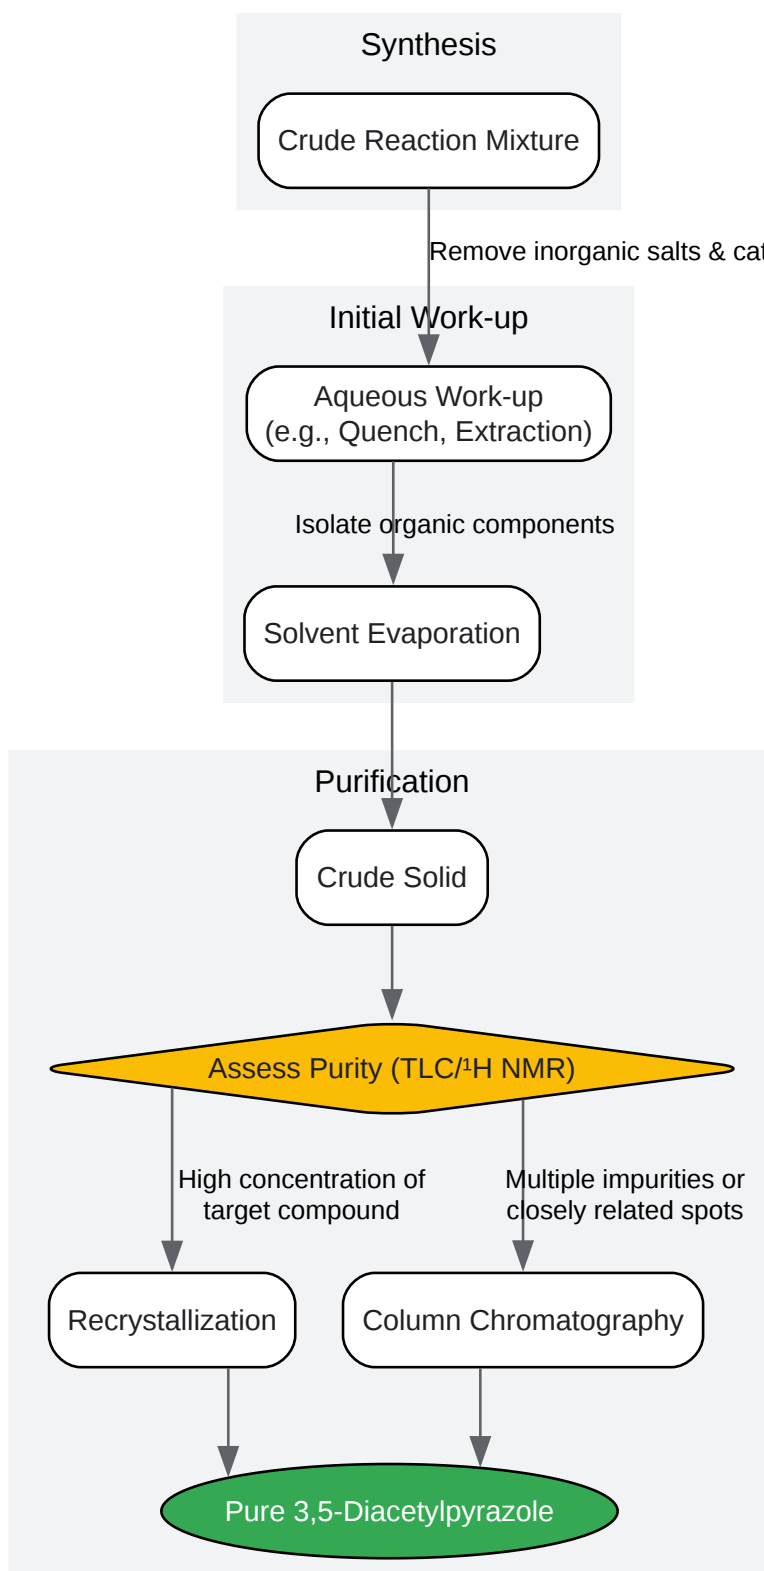 Synthesis
Crude Reaction Mixture
Remove inorganic salts & cat
Initial Work-up
Aqueous Work-up
(e.g., Quench, Extraction)
Isolate organic components
Solvent Evaporation
Purification
Crude Solid
Assess Purity (TLC/¹H NMR)
High concentration of
target compound
Multiple impurities or
closely related spots
Recrystallization
Column Chromatography
Pure 3,5-Diacetylpyrazole